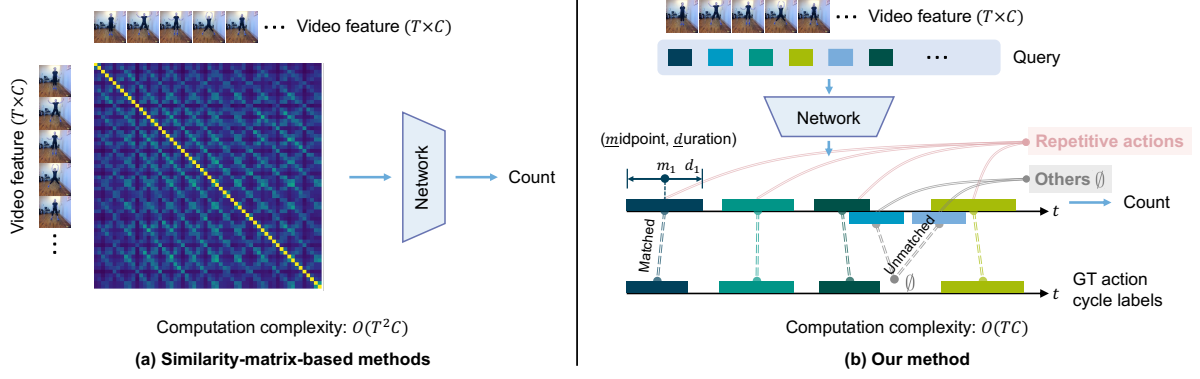 ··· Video feature (T×C)
Video feature (T×C)
···
Network
Count
Computation complexity: O(T²C)
(a) Similarity-matrix-based methods
··· Video feature (T×C)
··· Query
Network
(midpoint, duration)
m₁ d₁
Repetitive actions
Others ∅
t
Count
Matched
Unmatched
∅
t
GT action
cycle labels
Computation complexity: O(TC)
(b) Our method